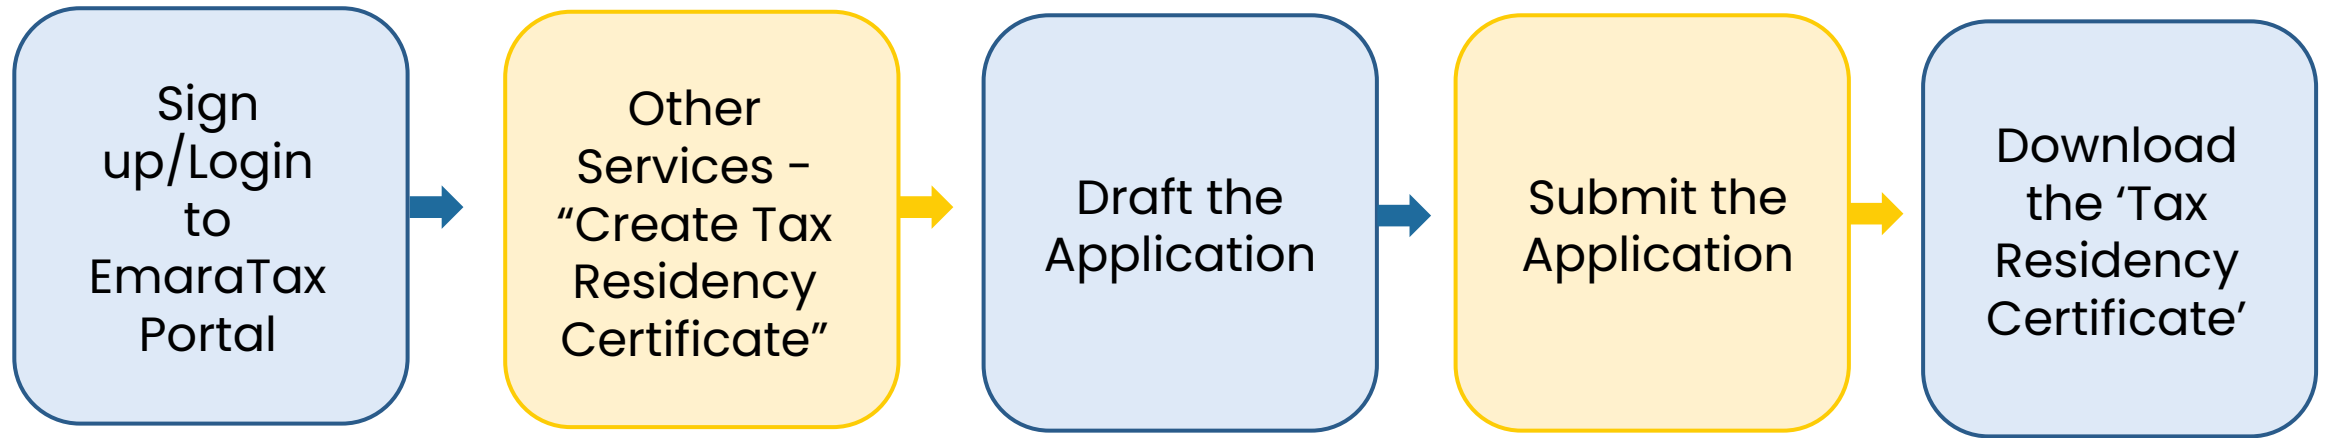 Sign
up/Login
to
EmaraTax
Portal
Other
Services -
“Create Tax
Residency
Certificate”
Draft the
Application
Submit the
Application
Download
the ‘Tax
Residency
Certificate’